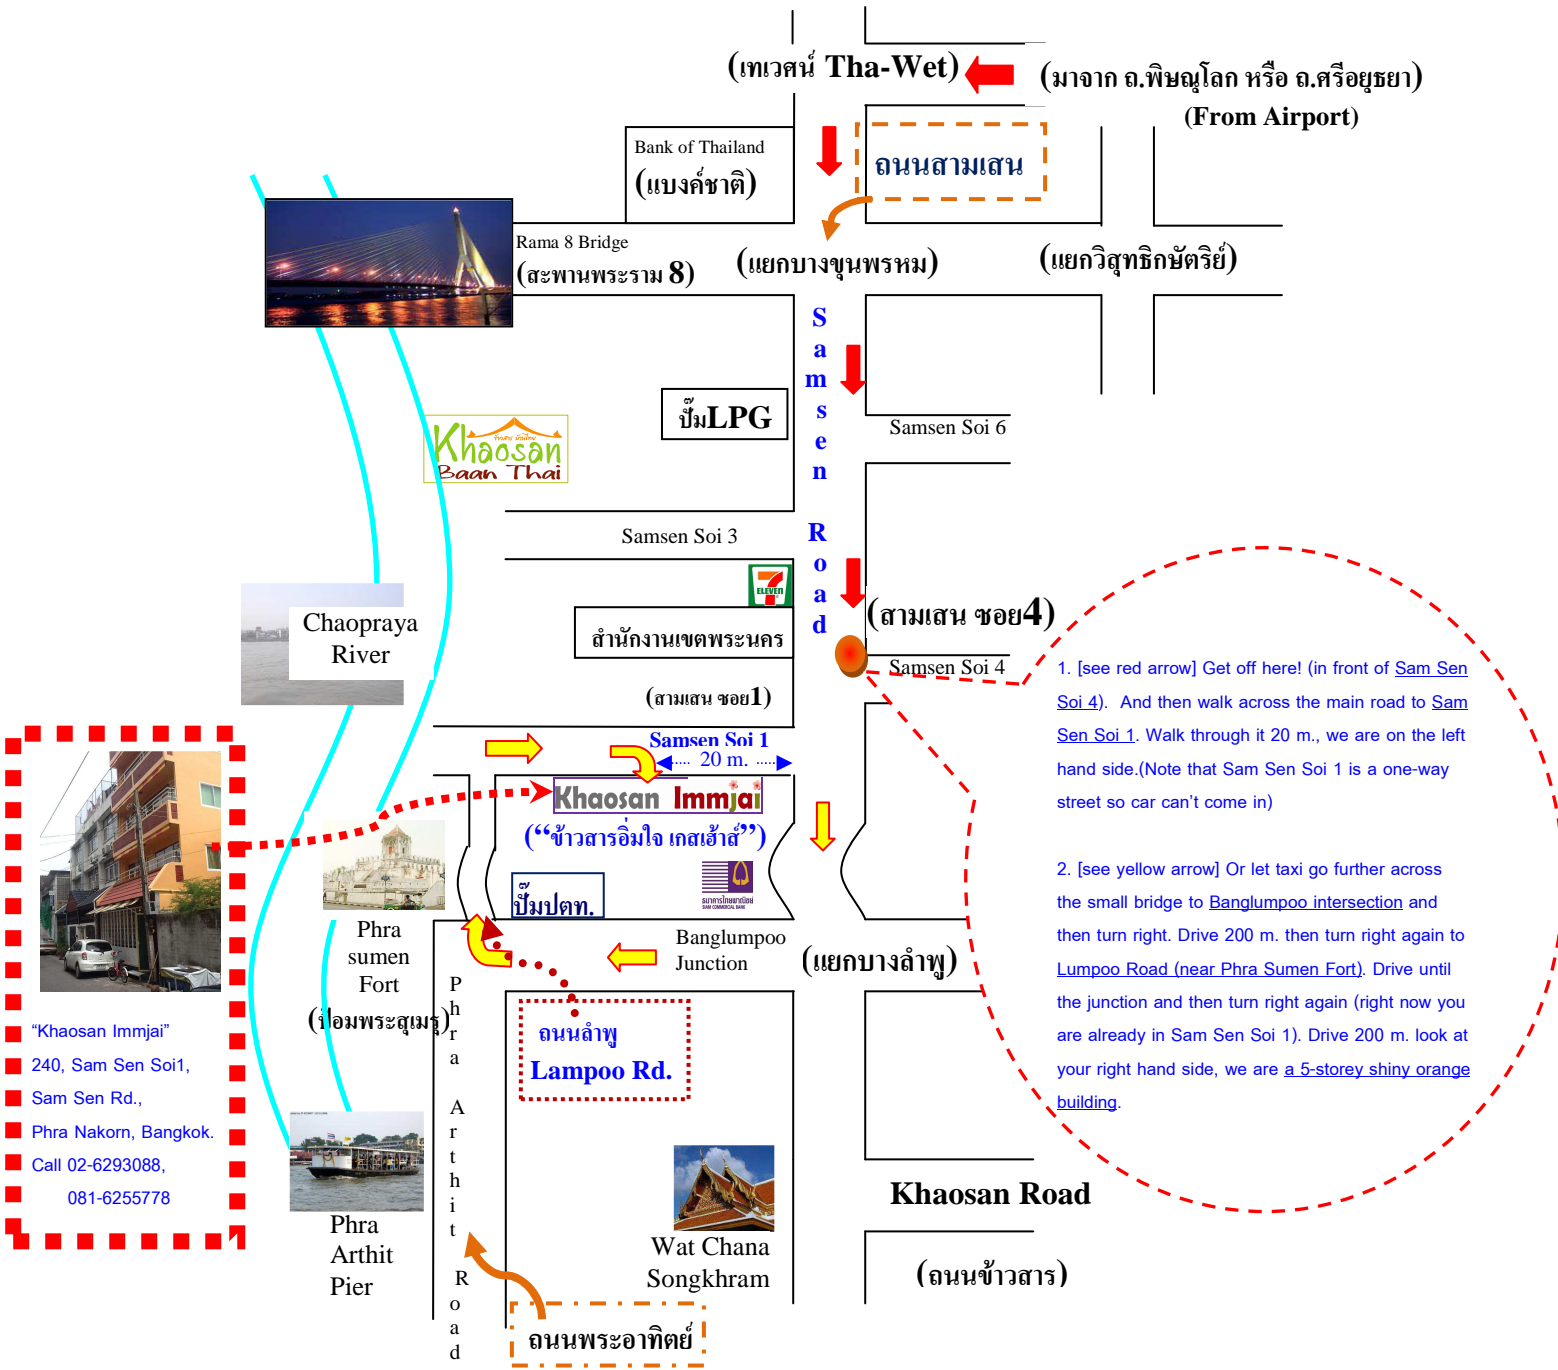 (เทเวศน์ Tha-Wet)
(มาจาก ถ.พิษณุโลก หรือ ถ.ศรีอยุธยา)
(From Airport)
Bank of Thailand
(แบงค์ชาติ)
ถนนสามเสน
Rama 8 Bridge
(สะพานพระราม 8)
(แยกบางขุนพรหม)
(แยกวิสุทธิกษัตริย์)
Samsen Road
ปั๊มLPG
Samsen Soi 6
Khaosan
Baan Thai
Samsen Soi 3
7
ELEVEN
สำนักงานเขตพระนคร
(สามเสน ซอย4)
Samsen Soi 4
Chaopraya
River
(สามเสน ซอย1)
Samsen Soi 1
20 m.
Khaosan Immjai
(“ข้าวสารอิ่มใจ เกสเฮ้าส์”)
ปั๊มปตท.
ธนาคารไทยพาณิชย์
SIAM COMMERCIAL BANK
Phra
sumen
Fort
(ป้อมพระสุเมรุ)
Banglumpoo
Junction
(แยกบางลำพู)
Phra Arthit Road
ถนนลำพู
Lampoo Rd.
“Khaosan Immjai”
240, Sam Sen Soi1,
Sam Sen Rd.,
Phra Nakorn, Bangkok.
Call 02-6293088,
081-6255778
Phra
Arthit
Pier
Wat Chana
Songkhram
Khaosan Road
(ถนนข้าวสาร)
ถนนพระอาทิตย์
1. [see red arrow] Get off here! (in front of Sam Sen
Soi 4).  And then walk across the main road to Sam
Sen Soi 1. Walk through it 20 m., we are on the left
hand side.(Note that Sam Sen Soi 1 is a one-way
street so car can’t come in)
2. [see yellow arrow] Or let taxi go further across
the small bridge to Banglumpoo intersection and
then turn right. Drive 200 m. then turn right again to
Lumpoo Road (near Phra Sumen Fort). Drive until
the junction and then turn right again (right now you
are already in Sam Sen Soi 1). Drive 200 m. look at
your right hand side, we are a 5-storey shiny orange
building.